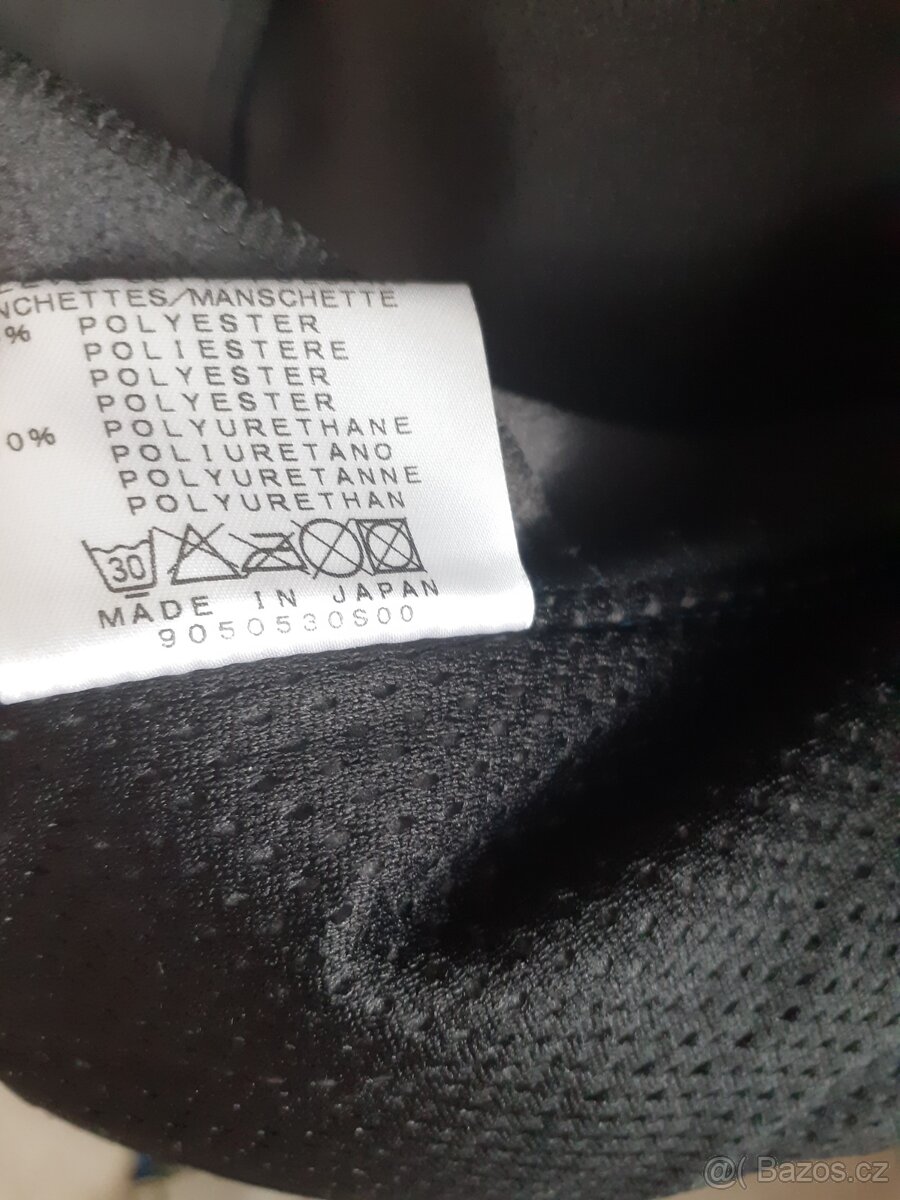 NCHETTES/MANSCHETTE
% POLYESTER
POLIESTERE
POLYESTER
POLYESTER
0% POLYURETHANE
POLIURETANO
POLYURETANNE
POLYURETHAN
30
MADE IN JAPAN
9050530S00
@( Bazos.cz